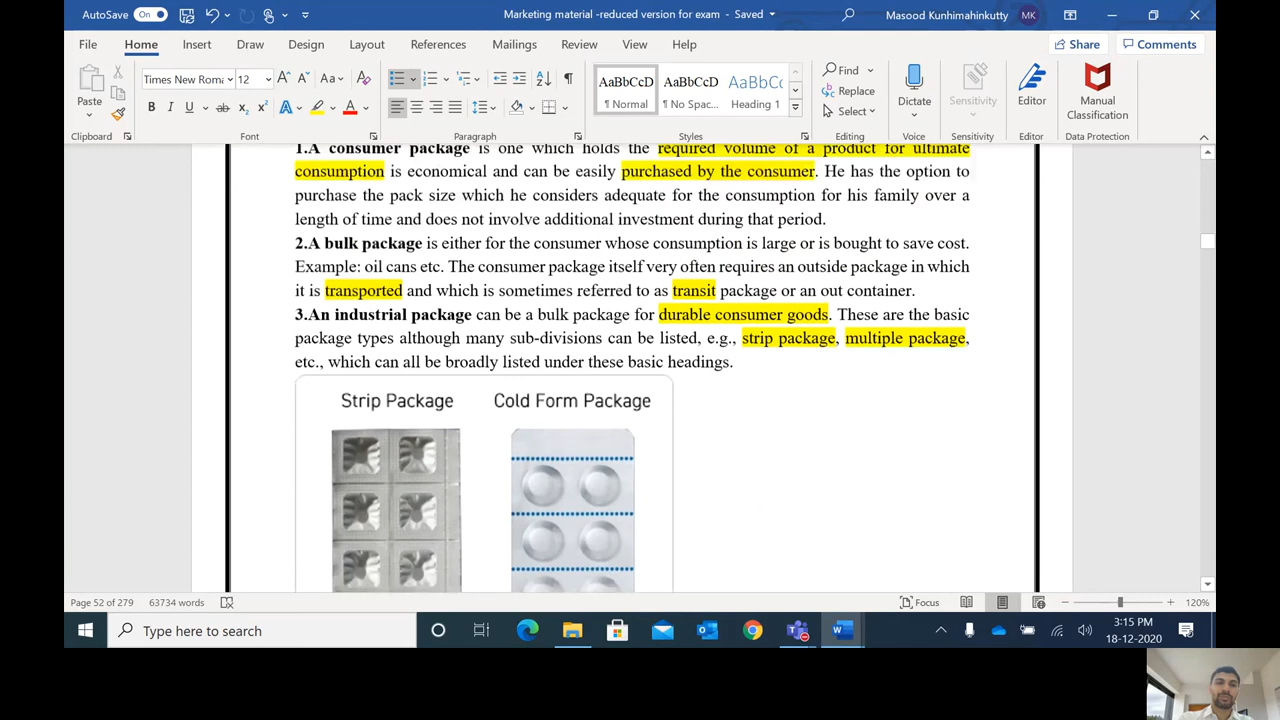 AutoSave On Marketing material -reduced version for exam - Saved Masood Kunhimahinkutty MK
File Home Insert Draw Design Layout References Mailings Review View Help Share Comments
Paste Times New Roma 12 Aa AaBbCcD AaBbCcD AaBbCc Find Replace Select Dictate Sensitivity Editor Manual Classification
B I U ab x2 x2 A A ¶ Normal ¶ No Spac... Heading 1
Clipboard Font Paragraph Styles Editing Voice Sensitivity Editor Data Protection
1.A consumer package is one which holds the required volume of a product for ultimate
consumption is economical and can be easily purchased by the consumer. He has the option to
purchase the pack size which he considers adequate for the consumption for his family over a
length of time and does not involve additional investment during that period.
2.A bulk package is either for the consumer whose consumption is large or is bought to save cost.
Example: oil cans etc. The consumer package itself very often requires an outside package in which
it is transported and which is sometimes referred to as transit package or an out container.
3.An industrial package can be a bulk package for durable consumer goods. These are the basic
package types although many sub-divisions can be listed, e.g., strip package, multiple package,
etc., which can all be broadly listed under these basic headings.
Strip Package Cold Form Package
Page 52 of 279 63734 words Focus 120%
Type here to search 3:15 PM
18-12-2020